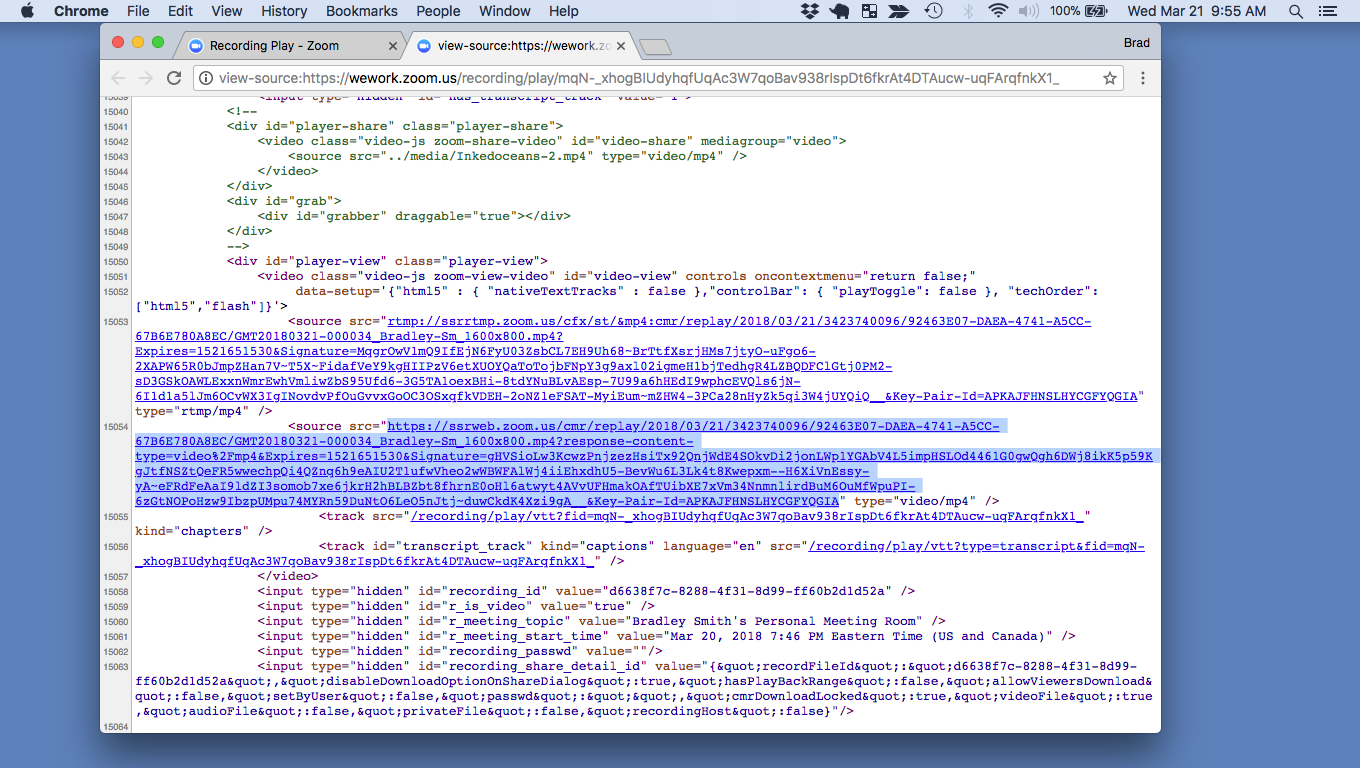 Chrome File Edit View History Bookmarks People Window Help 100% Wed Mar 21 9:55 AM
Recording Play - Zoom
view-source:https://wework.zo
Brad
view-source:https://wework.zoom.us/recording/play/mqN-_xhogBIUdyhqfUqAc3W7qoBav938rIspDt6fkrAt4DTAucw-uqFArqfnkX1_
15039 <input type="hidden" id="has_transcript_track" value="1">
15040 <!--
15041 <div id="player-share" class="player-share">
15042 <video class="video-js zoom-share-video" id="video-share" mediagroup="video">
15043 <source src="../media/Inkedoceans-2.mp4" type="video/mp4" />
15044 </video>
15045 </div>
15046 <div id="grab">
15047 <div id="grabber" draggable="true"></div>
15048 </div>
15049 -->
15050 <div id="player-view" class="player-view">
15051 <video class="video-js zoom-view-video" id="video-view" controls oncontextmenu="return false;"
15052 data-setup='{"html5" : { "nativeTextTracks" : false },"controlBar": { "playToggle": false }, "techOrder":
["html5","flash"]}'>
15053 <source src="rtmp://ssrrtmp.zoom.us/cfx/st/&mp4:cmr/replay/2018/03/21/3423740096/92463E07-DAEA-4741-A5CC-
67B6E780A8EC/GMT20180321-000034_Bradley-Sm_1600x800.mp4?
Expires=1521651530&Signature=MqgrOwVlmQ9IfEjN6FyU03ZsbCL7EH9Uh68~BrTtfXsrjHMs7jtyO-uFgo6-
2XAPW65R0bJmpZHan7V~T5X~FidafVeY9kgHIIPzV6etXUOYQaToTojbFNpY3g9axl02igmeHlbjTedhgR4LZBQDFClGtj0PM2-
sD3GSkOAWLExxnWmrEwhVmliwZbS95Ufd6-3G5TAloexBHi-8tdYNuBLvAEsp-7U99a6hHEdI9wphcEVQls6jN-
6Ildla5lJm6OCvWX3IgINovdvPfOuGvvxGoOC3OSxqfkVDEH-2oNZleFSAT-MyiEum~mZHW4-3PCa28nHyZk5qi3W4jUYQiQ__&Key-Pair-Id=APKAJFHNSLHYCGFYQGIA"
type="rtmp/mp4" />
15054 <source src="https://ssrweb.zoom.us/cmr/replay/2018/03/21/3423740096/92463E07-DAEA-4741-A5CC-
67B6E780A8EC/GMT20180321-000034_Bradley-Sm_1600x800.mp4?response-content-
type=video%2Fmp4&Expires=1521651530&Signature=gHVSioLw3KcwzPnjzezHsiTx92QnjWdE4SOkvDi2jonLWp1YGAbV4L5impHSLOd4461G0gwQgh6DWj8ikK5p59K
gJtfNSZtQeFR5wwechpQi4QZnq6h9eAIU2T1ufwVheo2wWBWFAlWj4iiEhxdhU5-BevWu6L3Lk4t8Kwepxm--H6XiVnEssy-
yA~eFRdFeAaI9ldZI3somob7xe6jkrH2hBLBZbt8fhrnE0oHl6atwyt4AVvUFHmakOAfTUibXE7xVm34NnmnlirdBuM6OuMfWpuPI-
6zGtNOPoHzw9IbzpUMpu74MYRn59DuNtO6LeO5nJtj~duwCkdK4Xzi9gA__&Key-Pair-Id=APKAJFHNSLHYCGFYQGIA" type="video/mp4" />
15055 <track src="/recording/play/vtt?fid=mqN-_xhogBIUdyhqfUqAc3W7qoBav938rIspDt6fkrAt4DTAucw-uqFArqfnkX1_"
kind="chapters" />
15056 <track id="transcript_track" kind="captions" language="en" src="/recording/play/vtt?type=transcript&fid=mqN-
_xhogBIUdyhqfUqAc3W7qoBav938rIspDt6fkrAt4DTAucw-uqFArqfnkX1_" />
15057 </video>
15058 <input type="hidden" id="recording_id" value="d6638f7c-8288-4f31-8d99-ff60b2d1d52a" />
15059 <input type="hidden" id="r_is_video" value="true" />
15060 <input type="hidden" id="r_meeting_topic" value="Bradley Smith's Personal Meeting Room" />
15061 <input type="hidden" id="r_meeting_start_time" value="Mar 20, 2018 7:46 PM Eastern Time (US and Canada)" />
15062 <input type="hidden" id="recording_passwd" value=""/>
15063 <input type="hidden" id="recording_share_detail_id" value="{&quot;recordFileId&quot;:&quot;d6638f7c-8288-4f31-8d99-
ff60b2d1d52a&quot;,&quot;disableDownloadOptionOnShareDialog&quot;:true,&quot;hasPlayBackRange&quot;:false,&quot;allowViewersDownload&
quot;:false,&quot;setByUser&quot;:false,&quot;passwd&quot;:&quot;&quot;,&quot;cmrDownloadLocked&quot;:true,&quot;videoFile&quot;:true
,&quot;audioFile&quot;:false,&quot;privateFile&quot;:false,&quot;recordingHost&quot;:false}"/>
15064